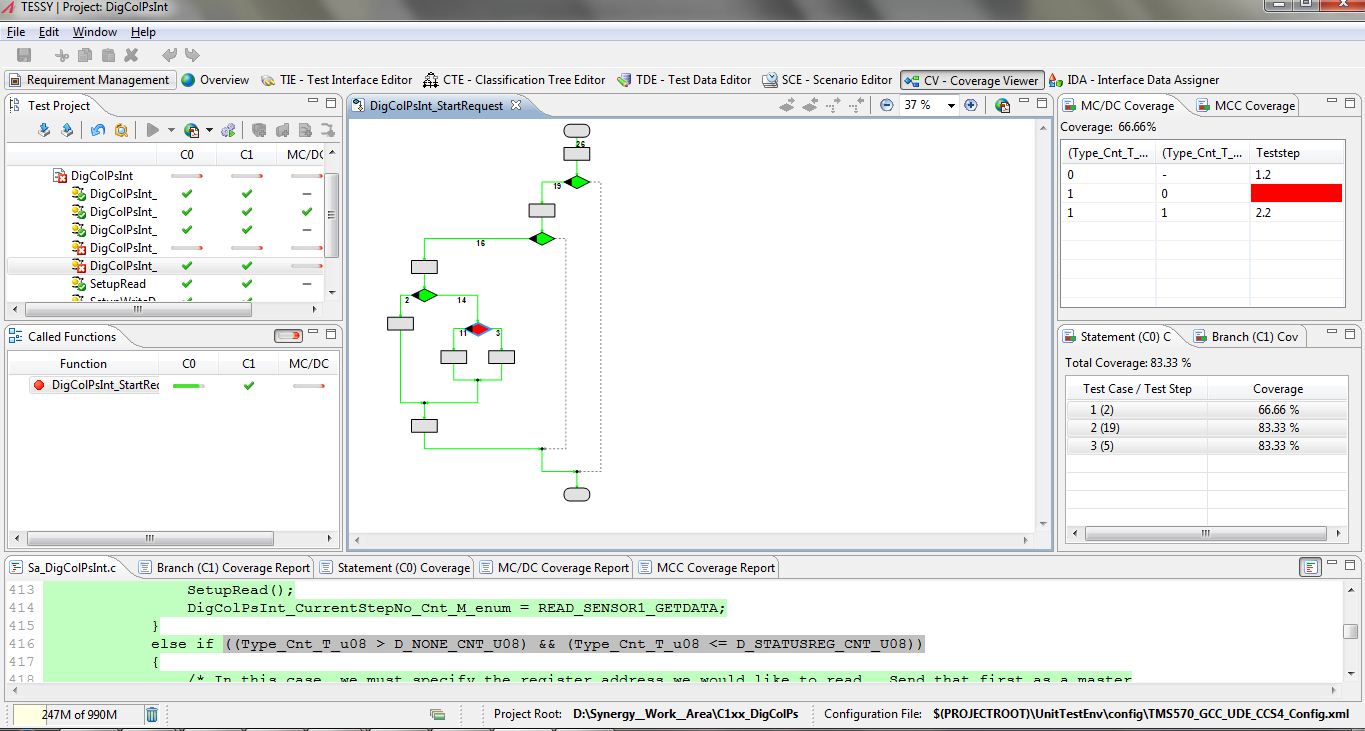 TESSY | Project: DigColPsInt
File Edit Window Help
Requirement Management Overview TIE - Test Interface Editor CTE - Classification Tree Editor TDE - Test Data Editor SCE - Scenario Editor CV - Coverage Viewer IDA - Interface Data Assigner
Test Project
C0 C1 MC/DC
DigColPsInt
DigColPsInt_
DigColPsInt_ –
DigColPsInt_
DigColPsInt_
DigColPsInt_
SetupRead
Called Functions
Function C0 C1 MC/DC
DigColPsInt_StartRec
DigColPsInt_StartRequest
37 %
26
19
16
2 14
11 3
MC/DC Coverage MCC Coverage
Coverage: 66.66%
(Type_Cnt_T_... (Type_Cnt_T_... Teststep
0 - 1.2
1 0
1 1 2.2
Statement (C0) C Branch (C1) Cov
Total Coverage: 83.33 %
Test Case / Test Step Coverage
1 (2) 66.66 %
2 (19) 83.33 %
3 (5) 83.33 %
Sa_DigColPsInt.c Branch (C1) Coverage Report Statement (C0) Coverage MC/DC Coverage Report MCC Coverage Report
413 SetupRead();
414 DigColPsInt_CurrentStepNo_Cnt_M_enum = READ_SENSOR1_GETDATA;
415 }
416 else if ((Type_Cnt_T_u08 > D_NONE_CNT_U08) && (Type_Cnt_T_u08 <= D_STATUSREG_CNT_U08))
417 {
418 /* In this case, we must specify the register address we would like to read. Send that first as a master
247M of 990M Project Root: D:\Synergy_Work_Area\C1xx_DigColPs Configuration File: $(PROJECTROOT)\UnitTestEnv\config\TMS570_GCC_UDE_CCS4_Config.xml